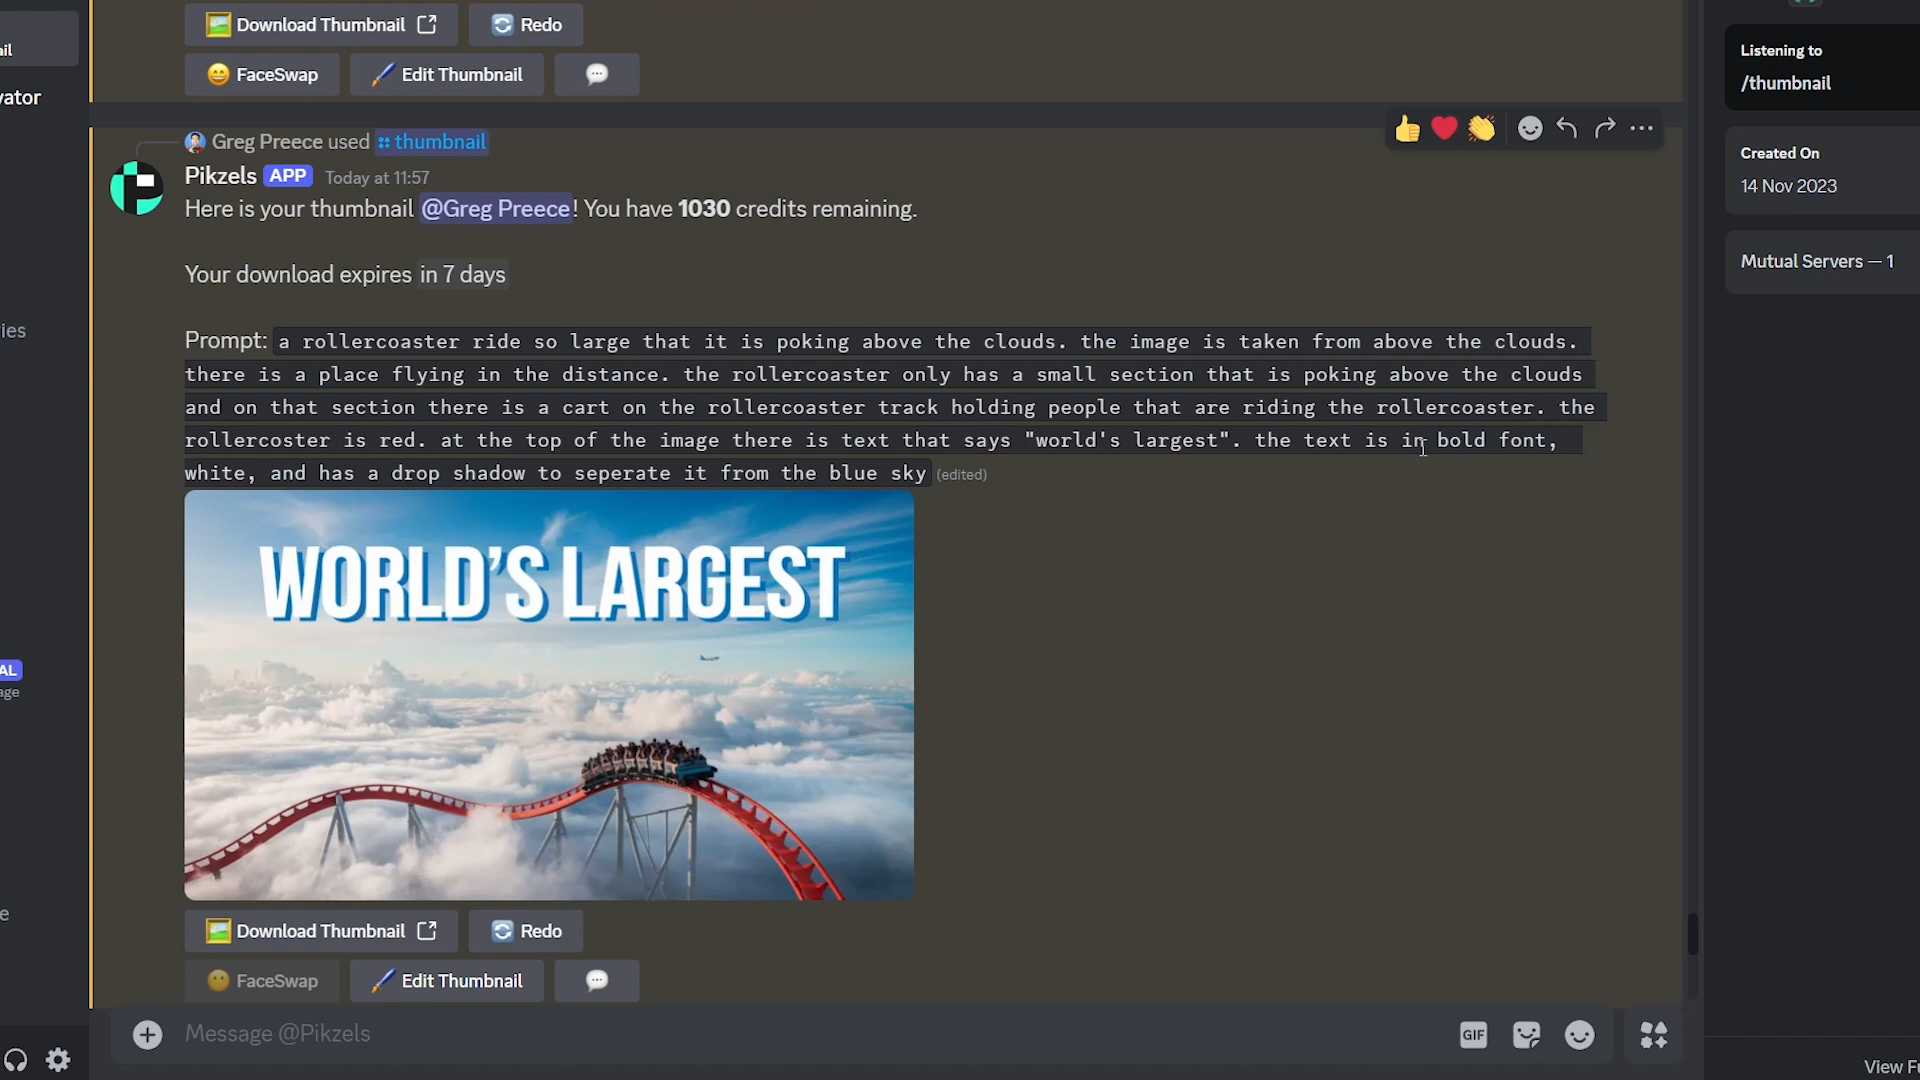 Download Thumbnail
Redo
FaceSwap
Edit Thumbnail
ail
vator
ries
AL
age
e
Greg Preece used thumbnail
Pikzels APP Today at 11:57
Here is your thumbnail @Greg Preece! You have 1030 credits remaining.
Your download expires in 7 days
Prompt: a rollercoaster ride so large that it is poking above the clouds. the image is taken from above the clouds.
there is a place flying in the distance. the rollercoaster only has a small section that is poking above the clouds
and on that section there is a cart on the rollercoaster track holding people that are riding the rollercoaster. the
rollercoster is red. at the top of the image there is text that says "world's largest". the text is in bold font,
white, and has a drop shadow to seperate it from the blue sky (edited)
WORLD'S LARGEST
Download Thumbnail
Redo
FaceSwap
Edit Thumbnail
Message @Pikzels
GIF
Listening to
/thumbnail
Created On
14 Nov 2023
Mutual Servers — 1
View Fu